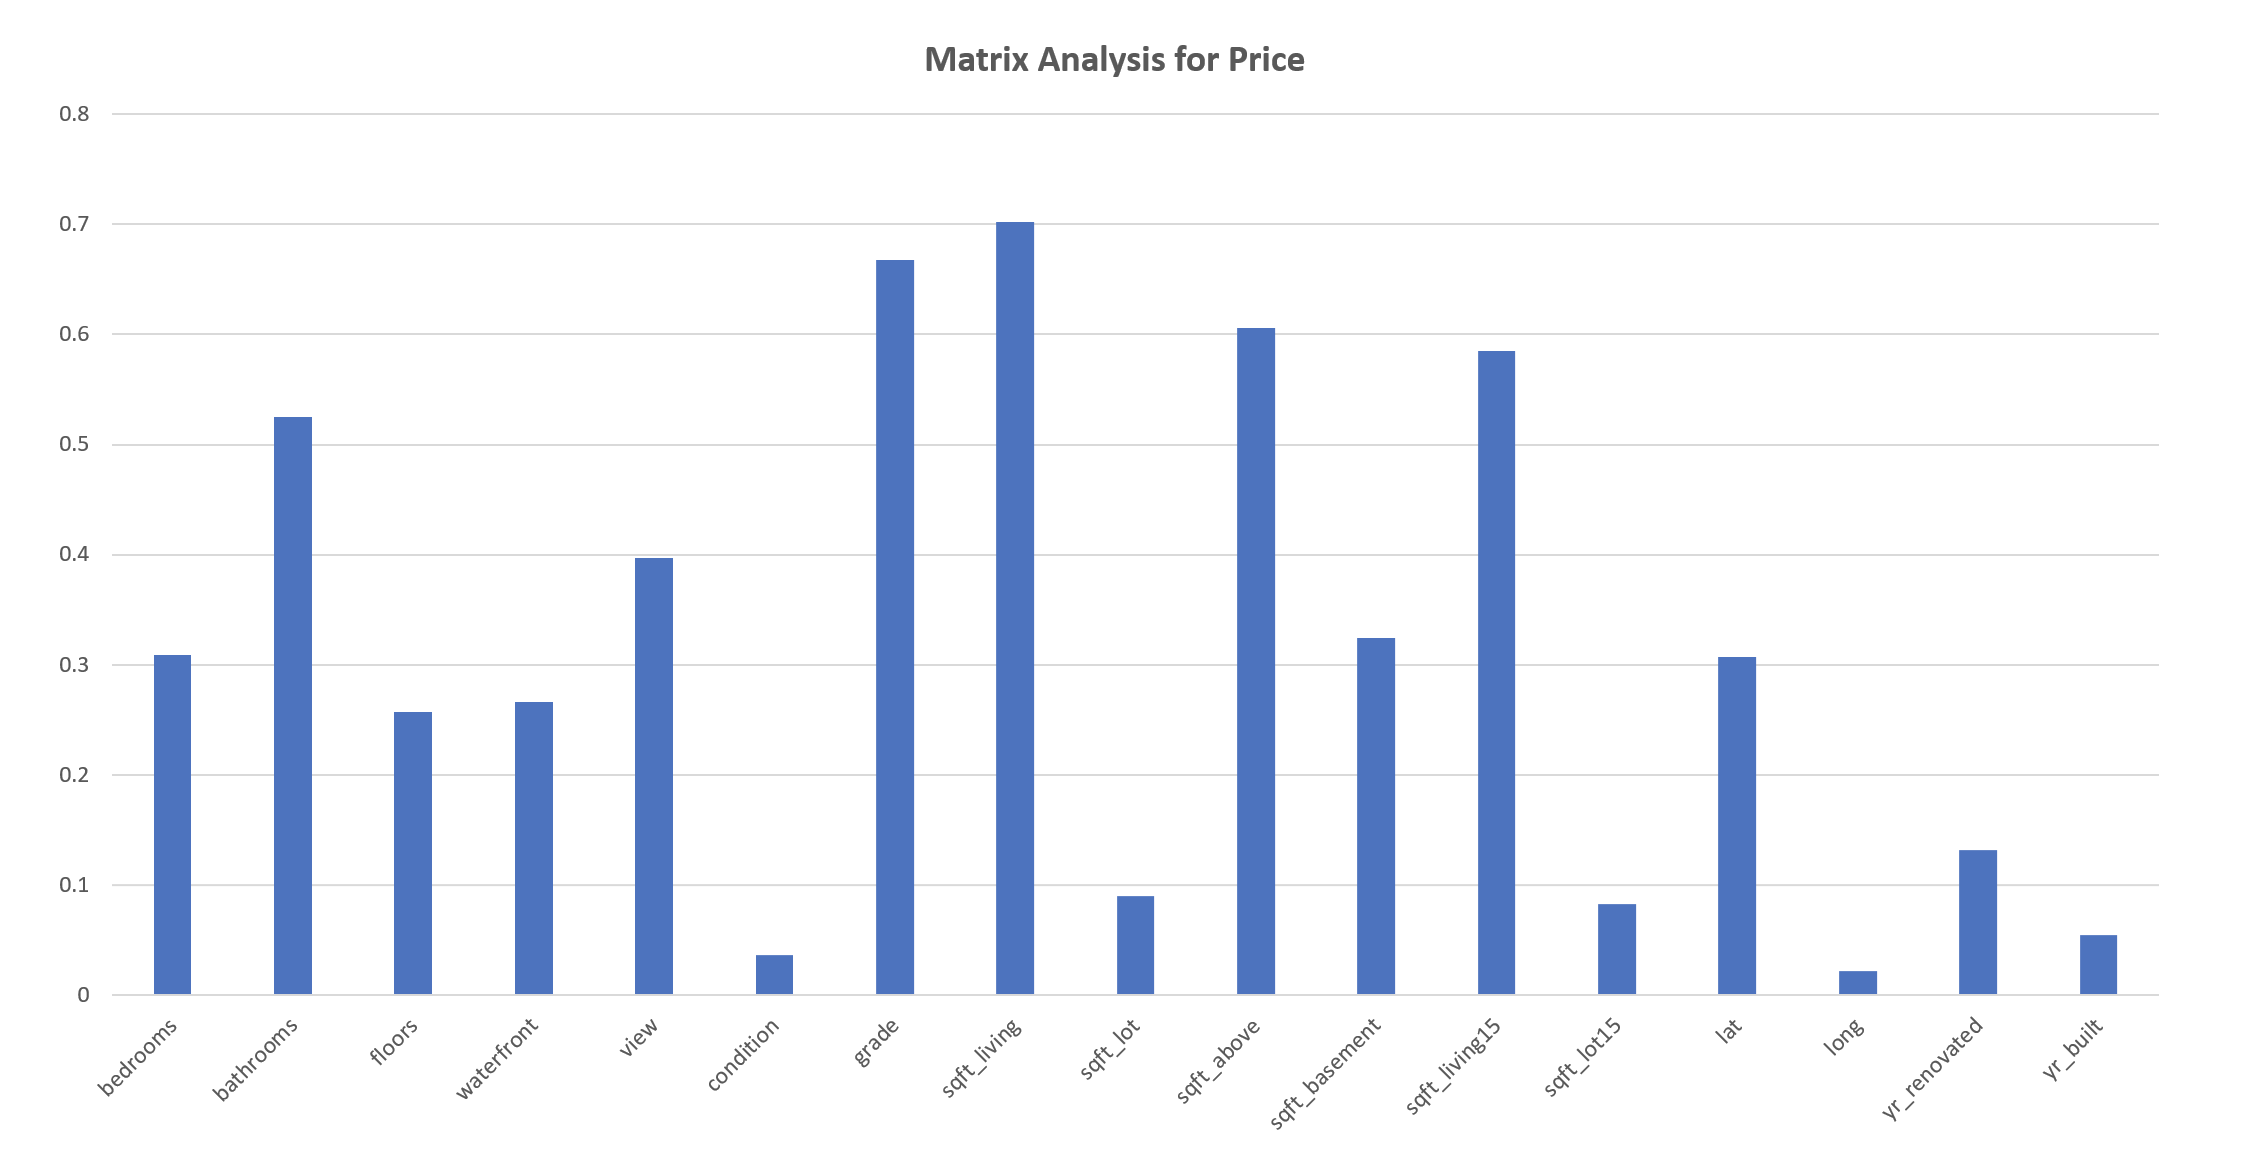 Matrix Analysis for Price
0.8
0.7
0.6
0.5
0.4
0.3
0.2
0.1
0
bedrooms
bathrooms
floors
waterfront
view
condition
grade
sqft_living
sqft_lot
sqft_above
sqft_basement
sqft_living15
sqft_lot15
lat
long
yr_renovated
yr_built